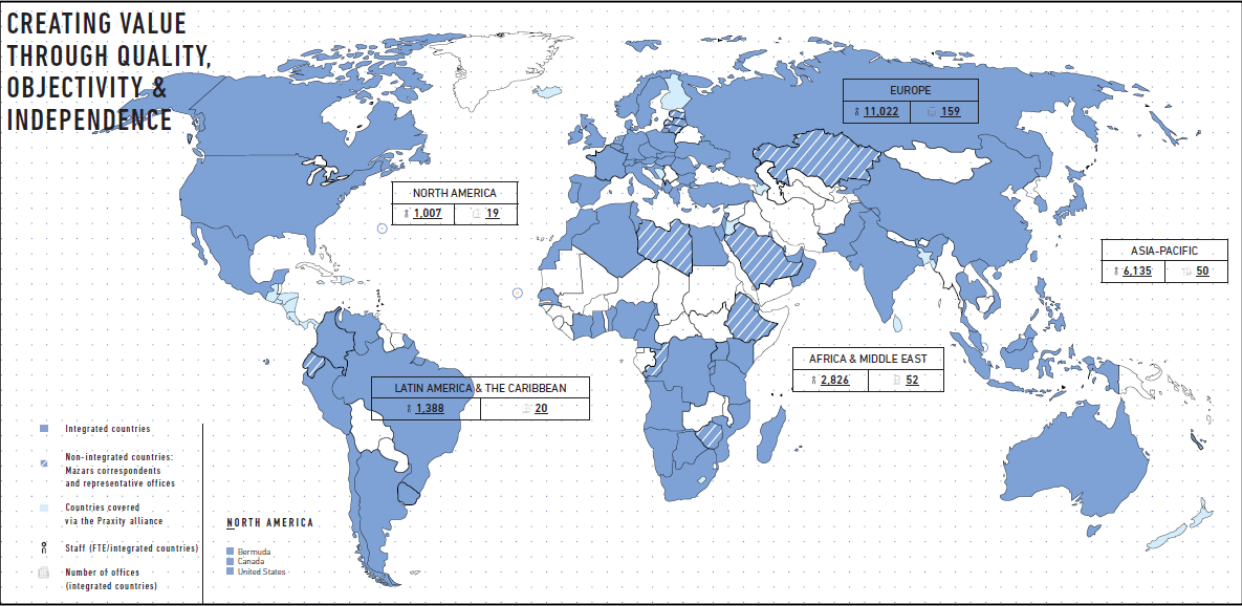 CREATING VALUE
THROUGH QUALITY,
OBJECTIVITY &
INDEPENDENCE
EUROPE
11,022 159
NORTH AMERICA
1,007 19
ASIA-PACIFIC
6,135 50
AFRICA & MIDDLE EAST
2,826 52
LATIN AMERICA & THE CARIBBEAN
1,388 20
Integrated countries
Non-integrated countries:
Mazars correspondents
and representative offices
Countries covered
via the Praxity alliance
Staff (FTE/integrated countries)
Number of offices
(integrated countries)
NORTH AMERICA
Bermuda
Canada
United States